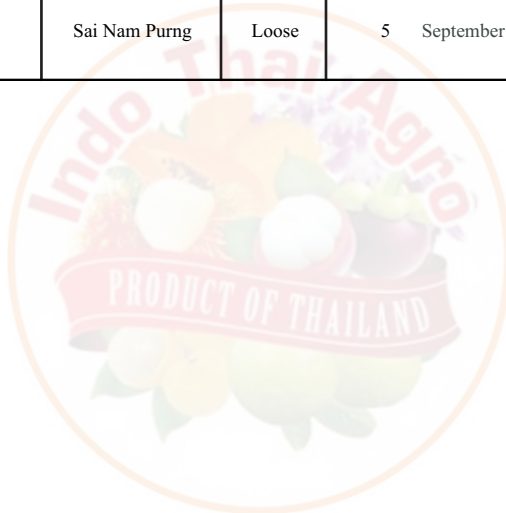 Sai Nam Purng Loose 5 September
Indo Thai Agro
PRODUCT OF THAILAND